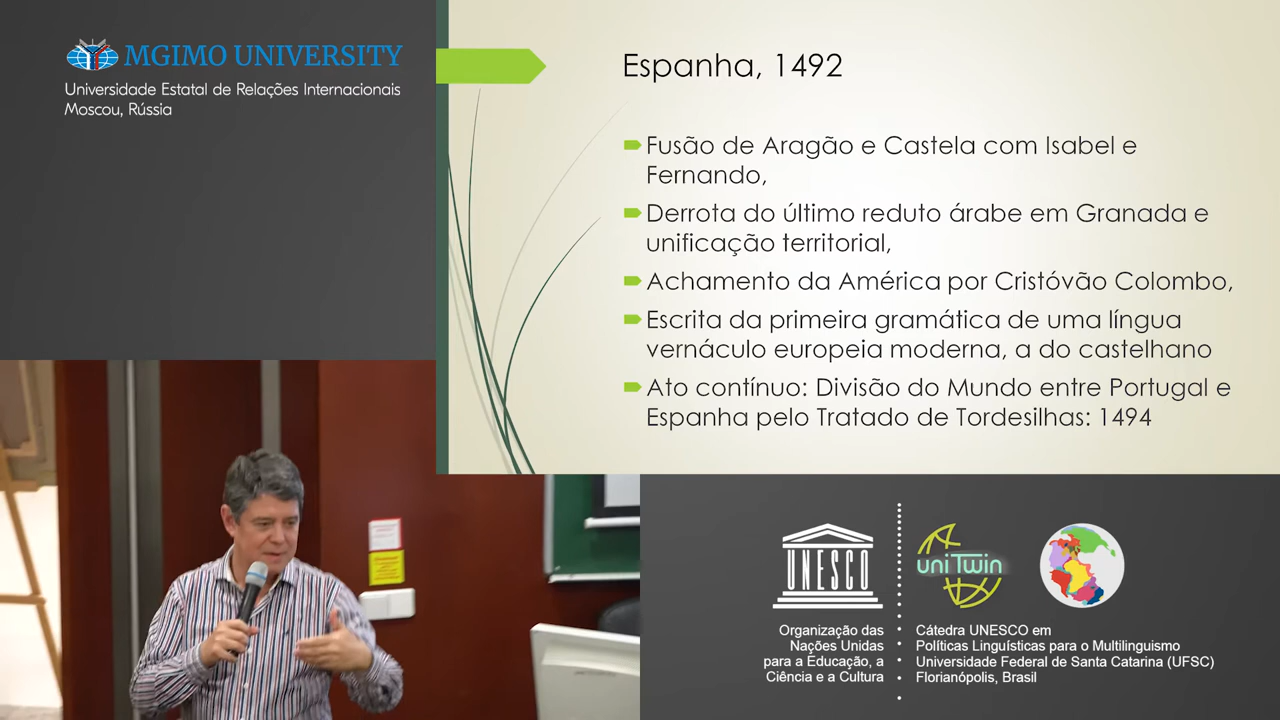 MGIMO UNIVERSITY
Universidade Estatal de Relações Internacionais
Moscou, Rússia
Espanha, 1492
Fusão de Aragão e Castela com Isabel e
Fernando,
Derrota do último reduto árabe em Granada e
unificação territorial,
Achamento da América por Cristóvão Colombo,
Escrita da primeira gramática de uma língua
vernáculo europeia moderna, a do castelhano
Ato contínuo: Divisão do Mundo entre Portugal e
Espanha pelo Tratado de Tordesilhas: 1494
UNESCO
Organização das
Nações Unidas
para a Educação, a
Ciência e a Cultura
uniTwin
Cátedra UNESCO em
Políticas Linguísticas para o Multilinguismo
Universidade Federal de Santa Catarina (UFSC)
Florianópolis, Brasil